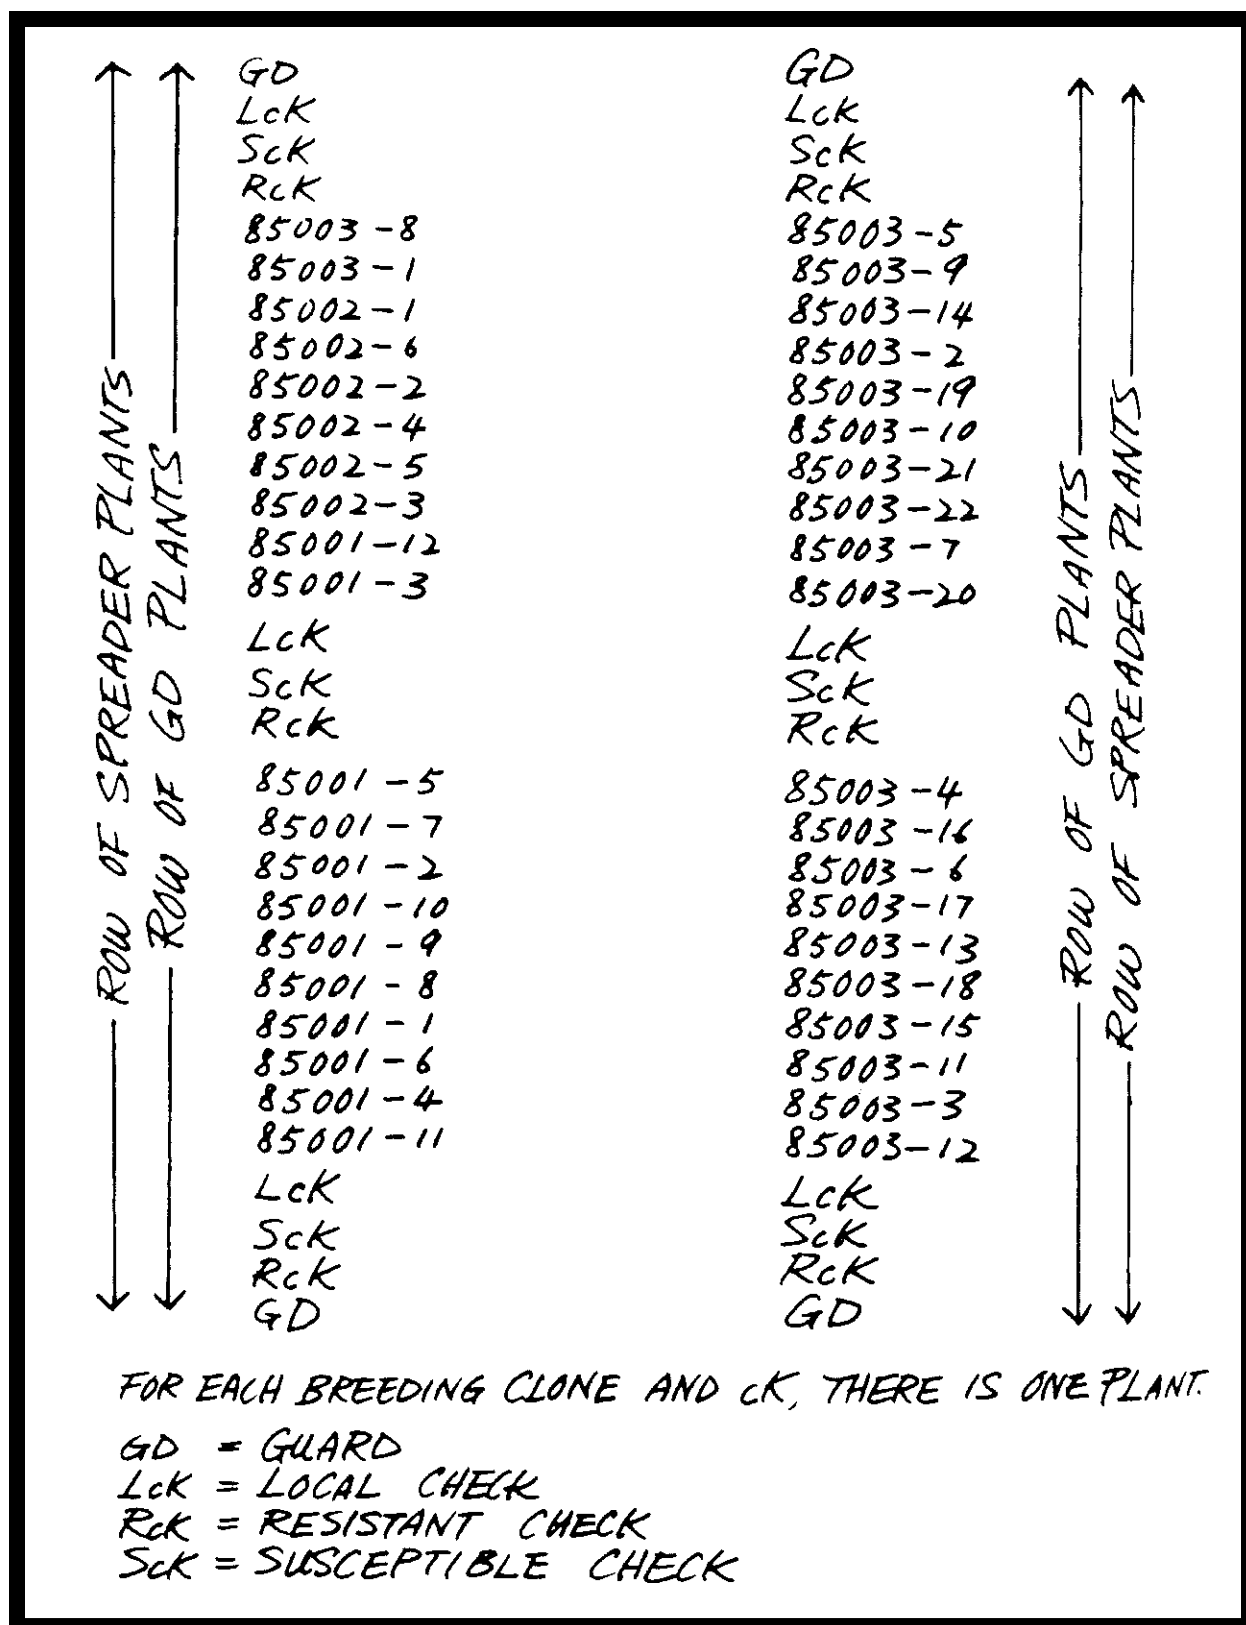 ROW OF SPREADER PLANTS
ROW OF GD PLANTS
GD
LcK
ScK
RcK
85003-8
85003-1
85002-1
85002-6
85002-2
85002-4
85002-5
85002-3
85001-12
85001-3
LcK
ScK
RcK
85001-5
85001-7
85001-2
85001-10
85001-9
85001-8
85001-1
85001-6
85001-4
85001-11
LcK
ScK
RcK
GD
GD
LcK
ScK
RcK
85003-5
85003-9
85003-14
85003-2
85003-19
85003-10
85003-21
85003-22
85003-7
85003-20
LcK
ScK
RcK
85003-4
85003-16
85003-6
85003-17
85003-13
85003-18
85003-15
85003-11
85003-3
85003-12
LcK
ScK
RcK
GD
ROW OF GD PLANTS
ROW OF SPREADER PLANTS
FOR EACH BREEDING CLONE AND cK, THERE IS ONE PLANT.
GD = GUARD
LcK = LOCAL CHECK
RcK = RESISTANT CHECK
ScK = SUSCEPTIBLE CHECK